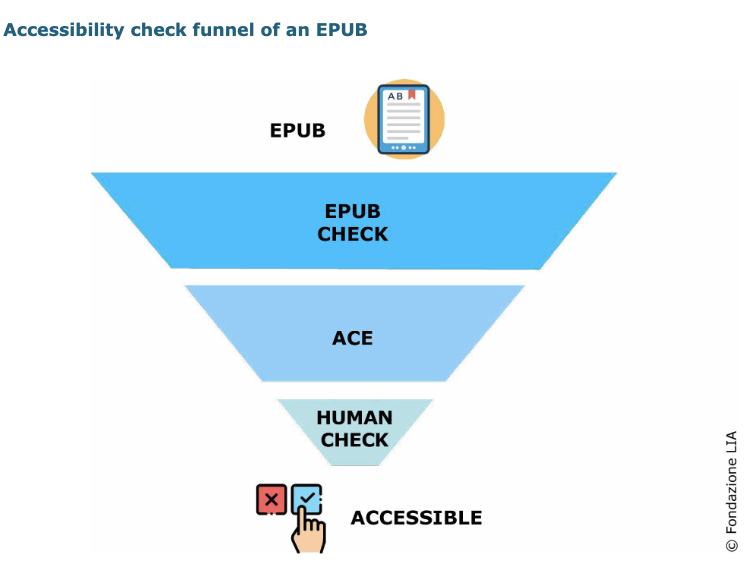 Accessibility check funnel of an EPUB
AB
EPUB
EPUB
CHECK
ACE
HUMAN
CHECK
ACCESSIBLE
© Fondazione LIA